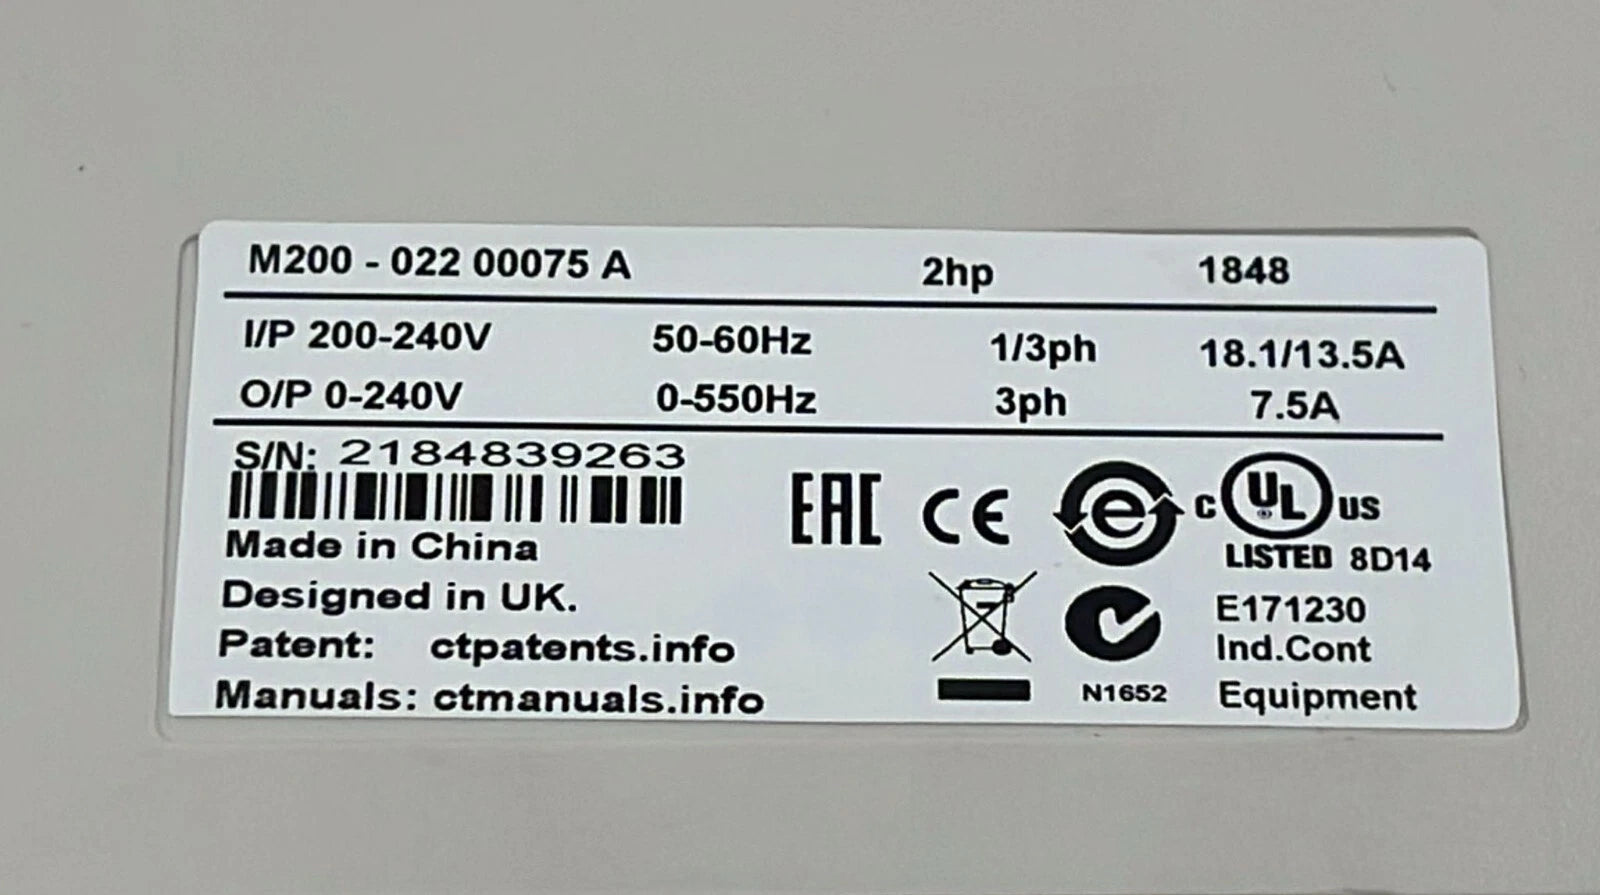 M200 - 022 00075 A 2hp 1848
I/P 200-240V 50-60Hz 1/3ph 18.1/13.5A
O/P 0-240V 0-550Hz 3ph 7.5A
S/N: 2184839263
Made in China
Designed in UK.
Patent: ctpatents.info
Manuals: ctmanuals.info
EAC CE e C UL US
LISTED 8D14
E171230
Ind.Cont
N1652 Equipment